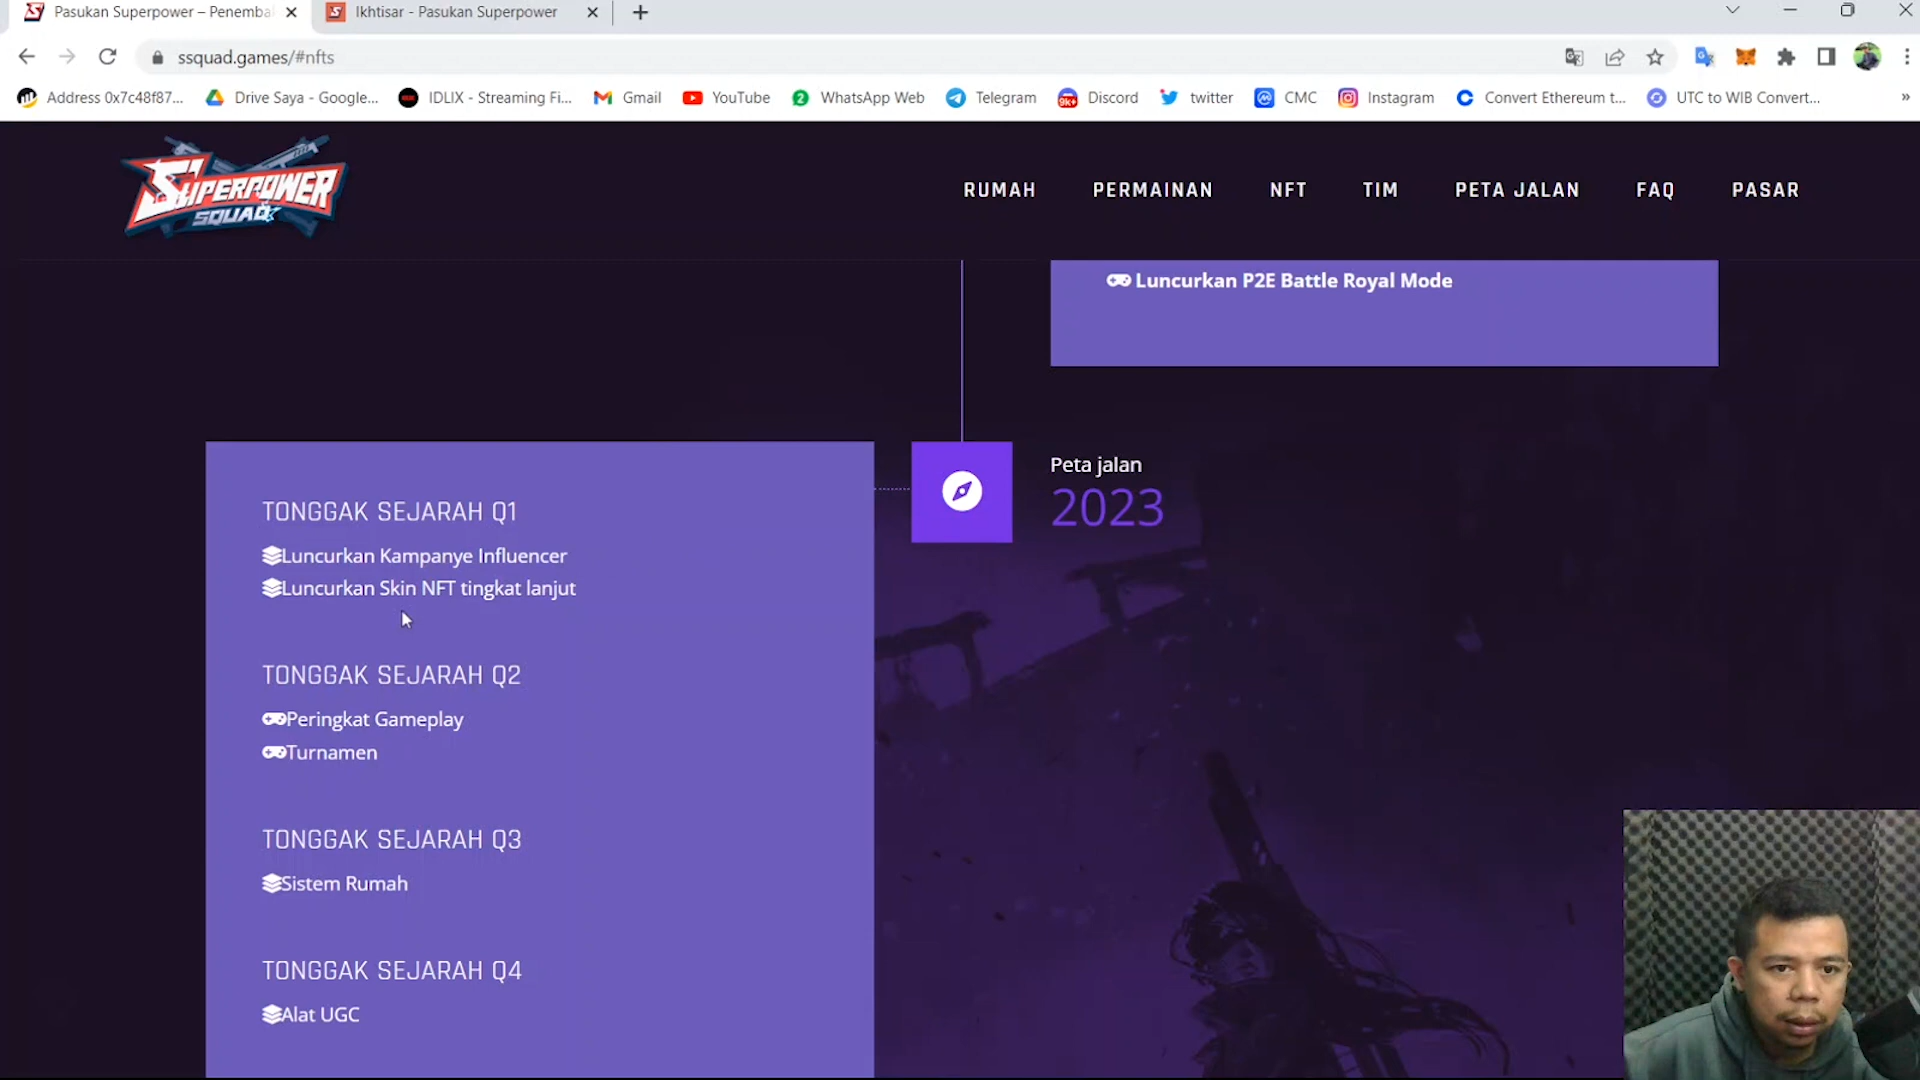 Pasukan Superpower – Penemba
Ikhtisar - Pasukan Superpower
ssquad.games/#nfts
Address 0x7c48f87...
Drive Saya - Google...
IDLIX - Streaming Fi...
Gmail
YouTube
2
WhatsApp Web
Telegram
9k+
Discord
twitter
CMC
Instagram
Convert Ethereum t...
UTC to WIB Convert...
»
SUPERPOWER
SQUAD
RUMAH
PERMAINAN
NFT
TIM
PETA JALAN
FAQ
PASAR
Luncurkan P2E Battle Royal Mode
Peta jalan
2023
TONGGAK SEJARAH Q1
Luncurkan Kampanye Influencer
Luncurkan Skin NFT tingkat lanjut
TONGGAK SEJARAH Q2
Peringkat Gameplay
Turnamen
TONGGAK SEJARAH Q3
Sistem Rumah
TONGGAK SEJARAH Q4
Alat UGC